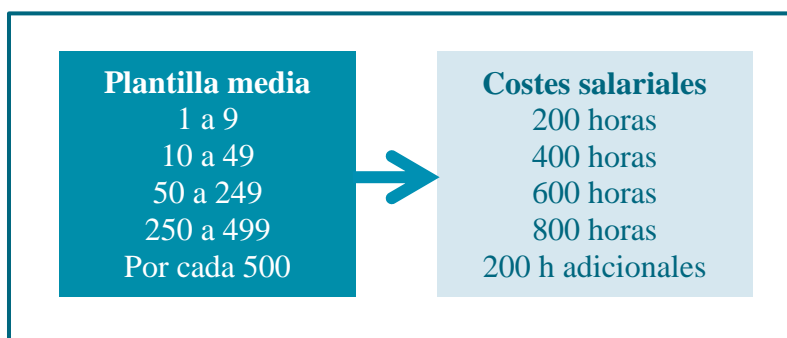 Plantilla media
1 a 9
10 a 49
50 a 249
250 a 499
Por cada 500
Costes salariales
200 horas
400 horas
600 horas
800 horas
200 h adicionales